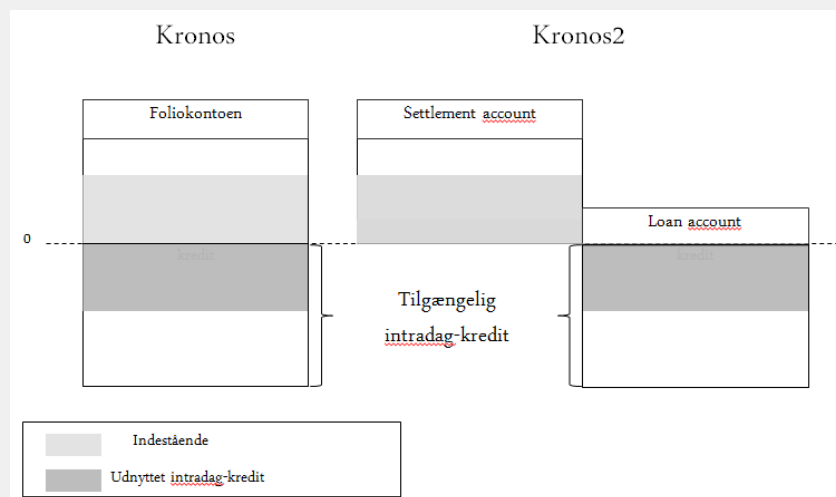 Kronos
Kronos2
Foliokontoen
Settlement account
Loan account
0
kredit
kredit
Tilgængelig
intradag-kredit
Indestående
Udnyttet intradag-kredit